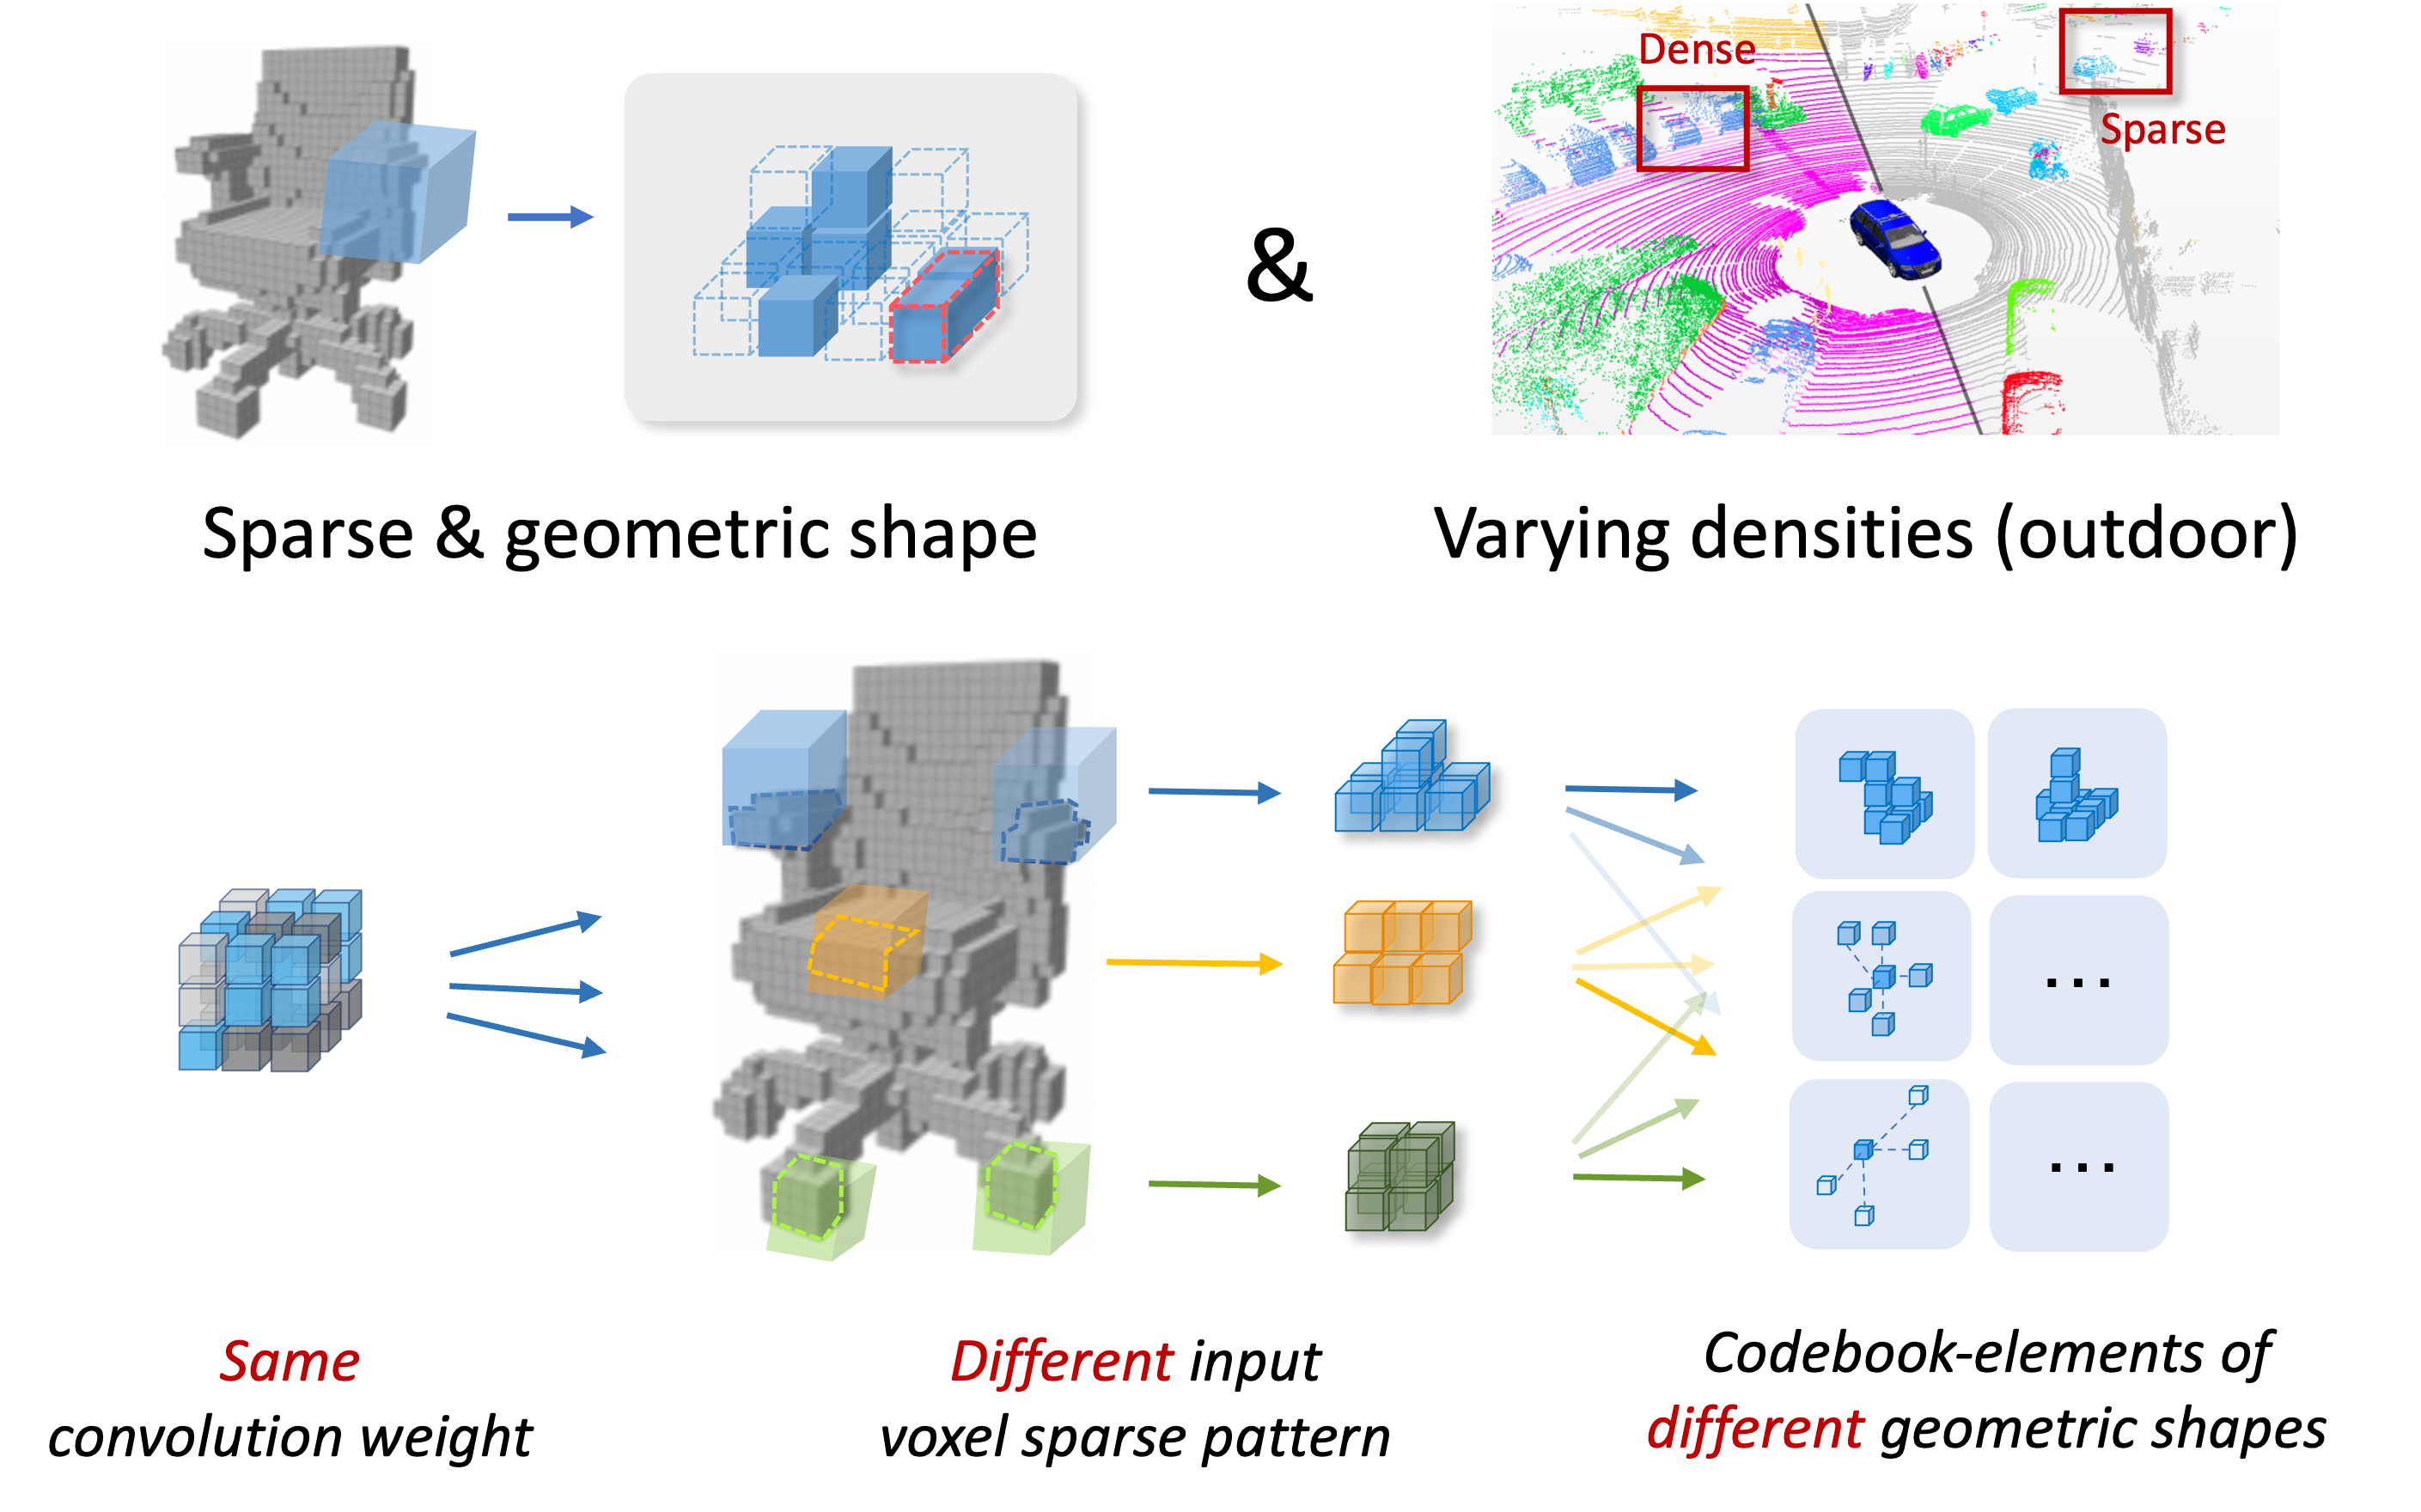 Dense
Sparse
&
Sparse & geometric shape
Varying densities (outdoor)
...
...
Same
convolution weight
Different input
voxel sparse pattern
Codebook-elements of
different geometric shapes